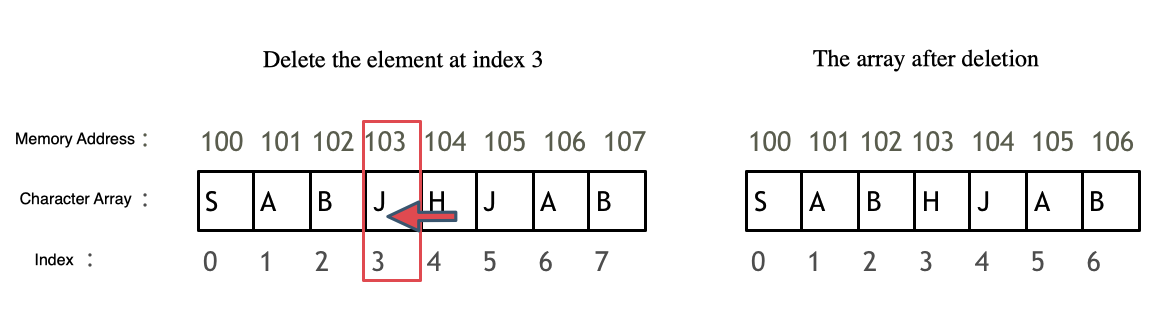 Delete the element at index 3
The array after deletion
Memory Address : 100 101 102 103 104 105 106 107
100 101 102 103 104 105 106
Character Array : S A B J H J A B
S A B H J A B
Index : 0 1 2 3 4 5 6 7
0 1 2 3 4 5 6